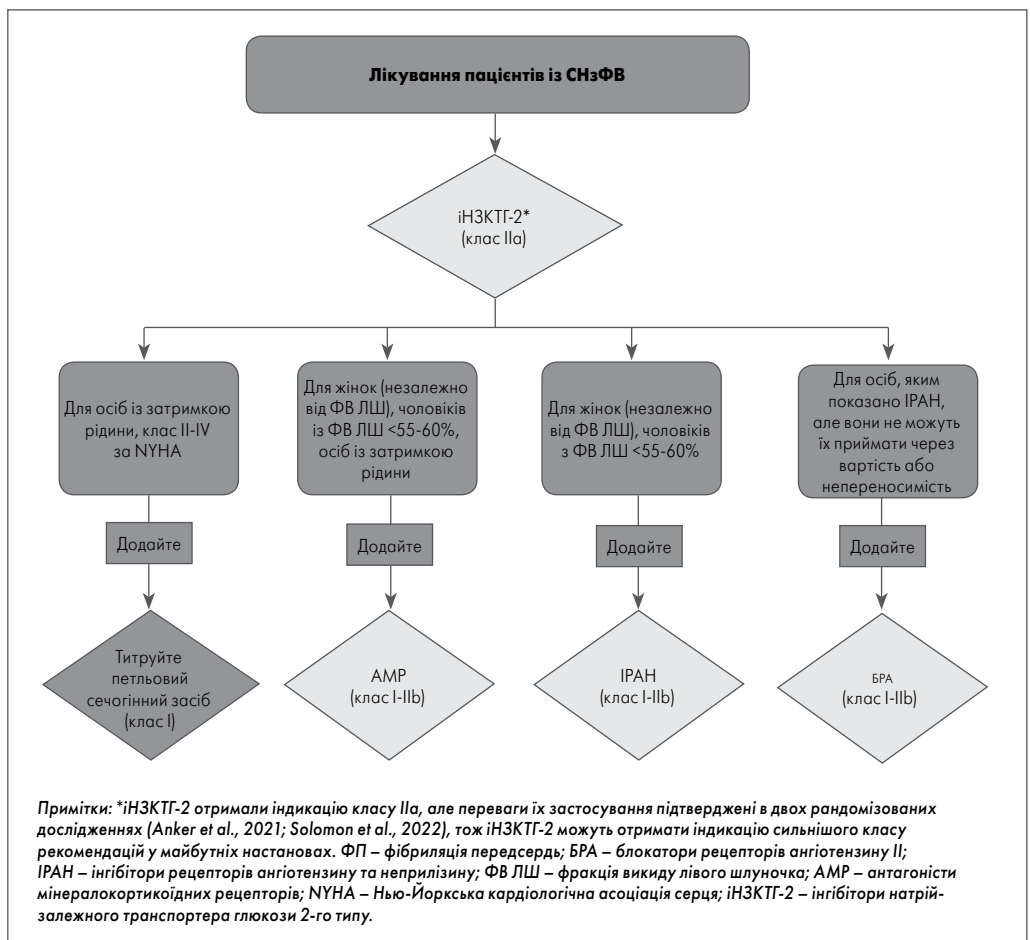 Лікування пацієнтів із СНзФВ
іНЗКТГ-2*
(клас IIa)
Для осіб із затримкою
рідини, клас II-IV
за NYHA
Для жінок (незалежно
від ФВ ЛШ), чоловіків
із ФВ ЛШ <55-60%,
осіб із затримкою
рідини
Для жінок (незалежно
від ФВ ЛШ), чоловіків
з ФВ ЛШ <55-60%
Для осіб, яким
показано ІРАН,
але вони не можуть
їх приймати через
вартість або
непереносимість
Додайте
Додайте
Додайте
Додайте
Титруйте
петльовий
сечогінний засіб
(клас I)
АМР
(клас I-IIb)
ІРАН
(клас I-IIb)
БРА
(клас I-IIb)
Примітки: *іНЗКТГ-2 отримали індикацію класу IIa, але переваги їх застосування підтверджені в двох рандомізованих
дослідженнях (Anker et al., 2021; Solomon et al., 2022), тож іНЗКТГ-2 можуть отримати індикацію сильнішого класу
рекомендацій у майбутніх настановах. ФП – фібриляція передсердь; БРА – блокатори рецепторів ангіотензину II;
ІРАН – інгібітори рецепторів ангіотензину та неприлізину; ФВ ЛШ – фракція викиду лівого шлуночка; АМР – антагоністи
мінералокортикоїдних рецепторів; NYHA – Нью-Йоркська кардіологічна асоціація серця; іНЗКТГ-2 – інгібітори натрій-
залежного транспортера глюкози 2-го типу.